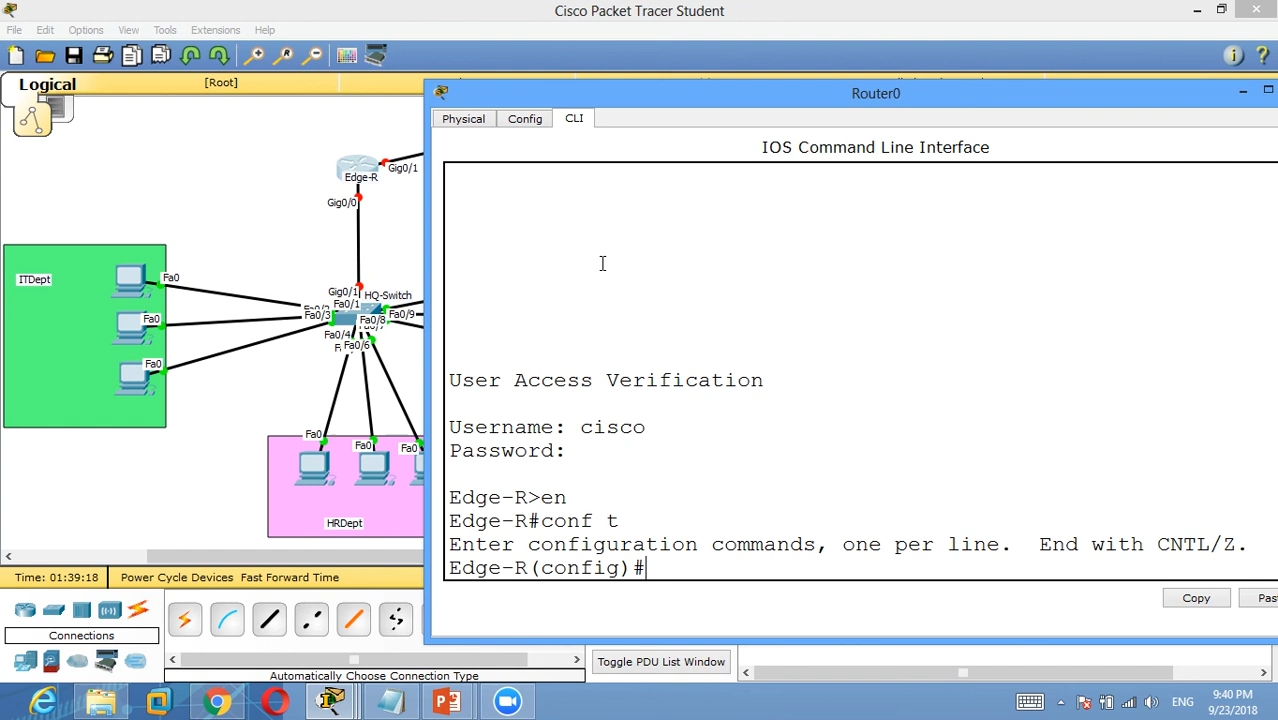 Cisco Packet Tracer Student
File Edit Options View Tools Extensions Help
Logical
[Root]
Router0
Physical Config CLI
IOS Command Line Interface
Edge-R
Gig0/1
Gig0/0
ITDept
Fa0
Fa0
Fa0
Gig0/1
HQ-Switch
Fa0/1
Fa0/3
Fa0/8
Fa0/9
Fa0/4
Fa0/6
Fa0
Fa0
Fa0
HRDept
User Access Verification
Username: cisco
Password:
Edge-R>en
Edge-R#conf t
Enter configuration commands, one per line. End with CNTL/Z.
Edge-R(config)#
Copy
Time: 01:39:18 Power Cycle Devices Fast Forward Time
Connections
Automatically Choose Connection Type
Toggle PDU List Window
ENG
9:40 PM
9/23/2018